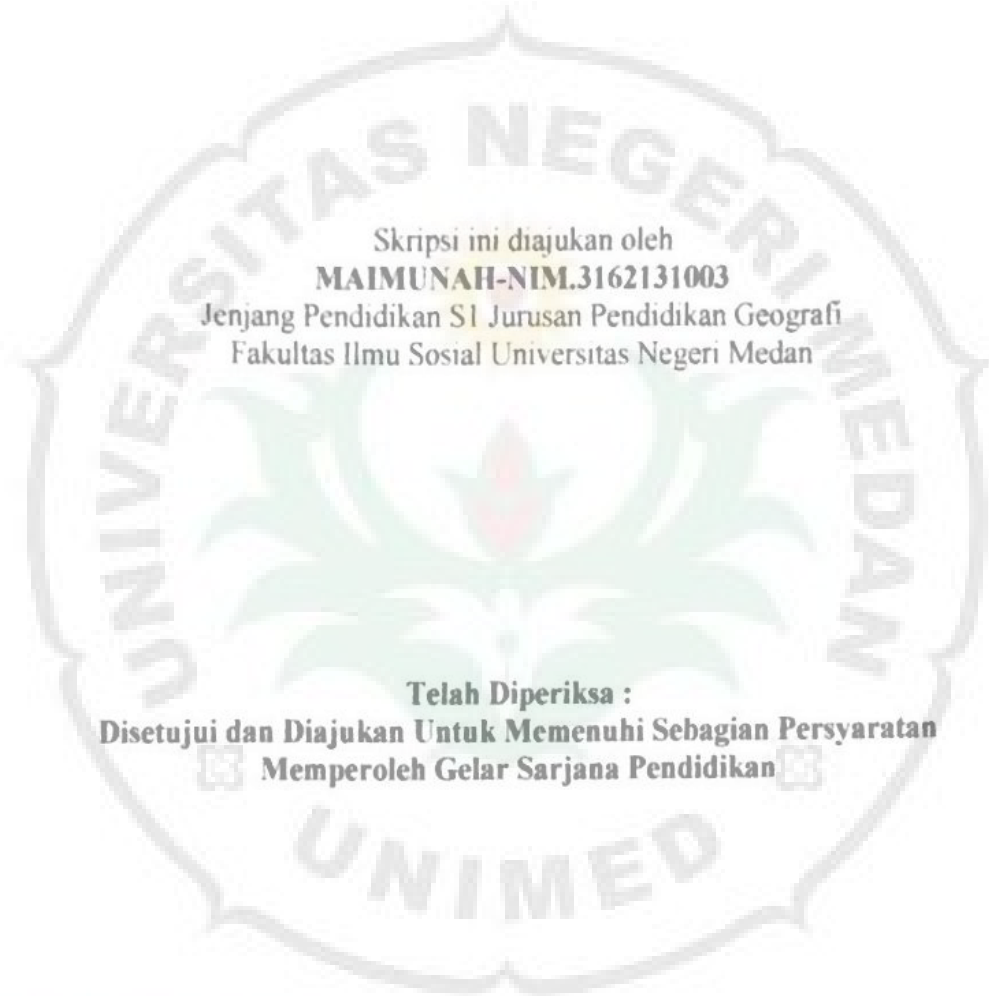 UNIVERSITAS NEGERI MEDAN
Skripsi ini diajukan oleh
MAIMUNAH-NIM.3162131003
Jenjang Pendidikan S1 Jurusan Pendidikan Geografi
Fakultas Ilmu Sosial Universitas Negeri Medan
Telah Diperiksa :
Disetujui dan Diajukan Untuk Memenuhi Sebagian Persyaratan
Memperoleh Gelar Sarjana Pendidikan
UNIMED